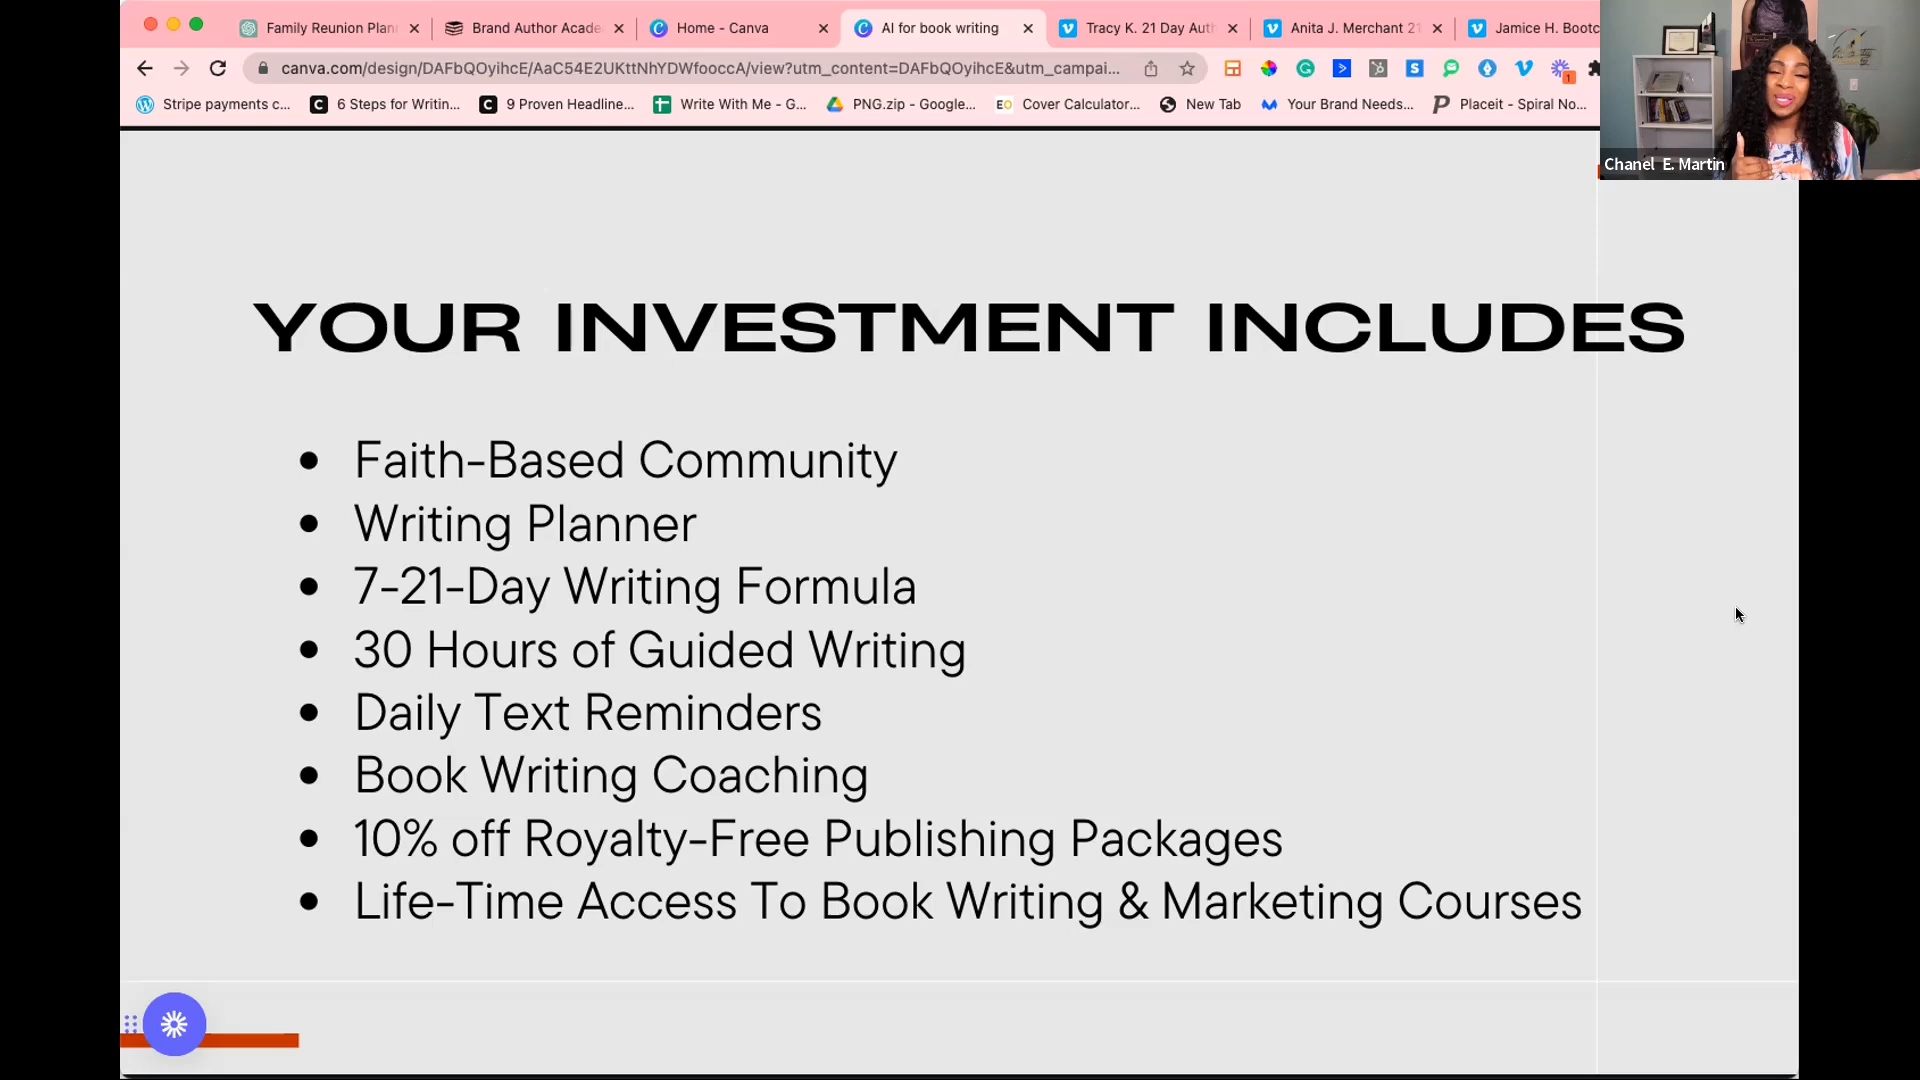 Family Reunion Plan
Brand Author Acade
Home - Canva
AI for book writing
Tracy K. 21 Day Auth
Anita J. Merchant 21
Jamice H. Bootc
canva.com/design/DAFbQOyihcE/AaC54E2UKttNhYDWfooccA/view?utm_content=DAFbQOyihcE&utm_campai...
1
Stripe payments c...
6 Steps for Writin...
9 Proven Headline...
Write With Me - G...
PNG.zip - Google...
EO Cover Calculator...
New Tab
Your Brand Needs...
Placeit - Spiral No...
Chanel E. Martin
YOUR INVESTMENT INCLUDES
• Faith-Based Community
• Writing Planner
• 7-21-Day Writing Formula
• 30 Hours of Guided Writing
• Daily Text Reminders
• Book Writing Coaching
• 10% off Royalty-Free Publishing Packages
• Life-Time Access To Book Writing & Marketing Courses